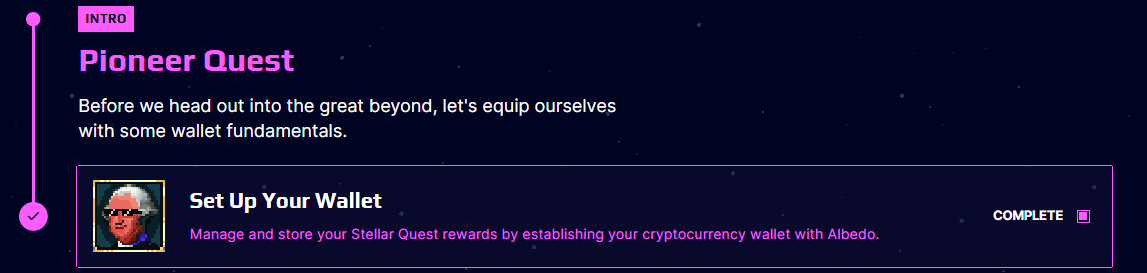 INTRO
Pioneer Quest
Before we head out into the great beyond, let's equip ourselves
with some wallet fundamentals.
Set Up Your Wallet
COMPLETE
Manage and store your Stellar Quest rewards by establishing your cryptocurrency wallet with Albedo.